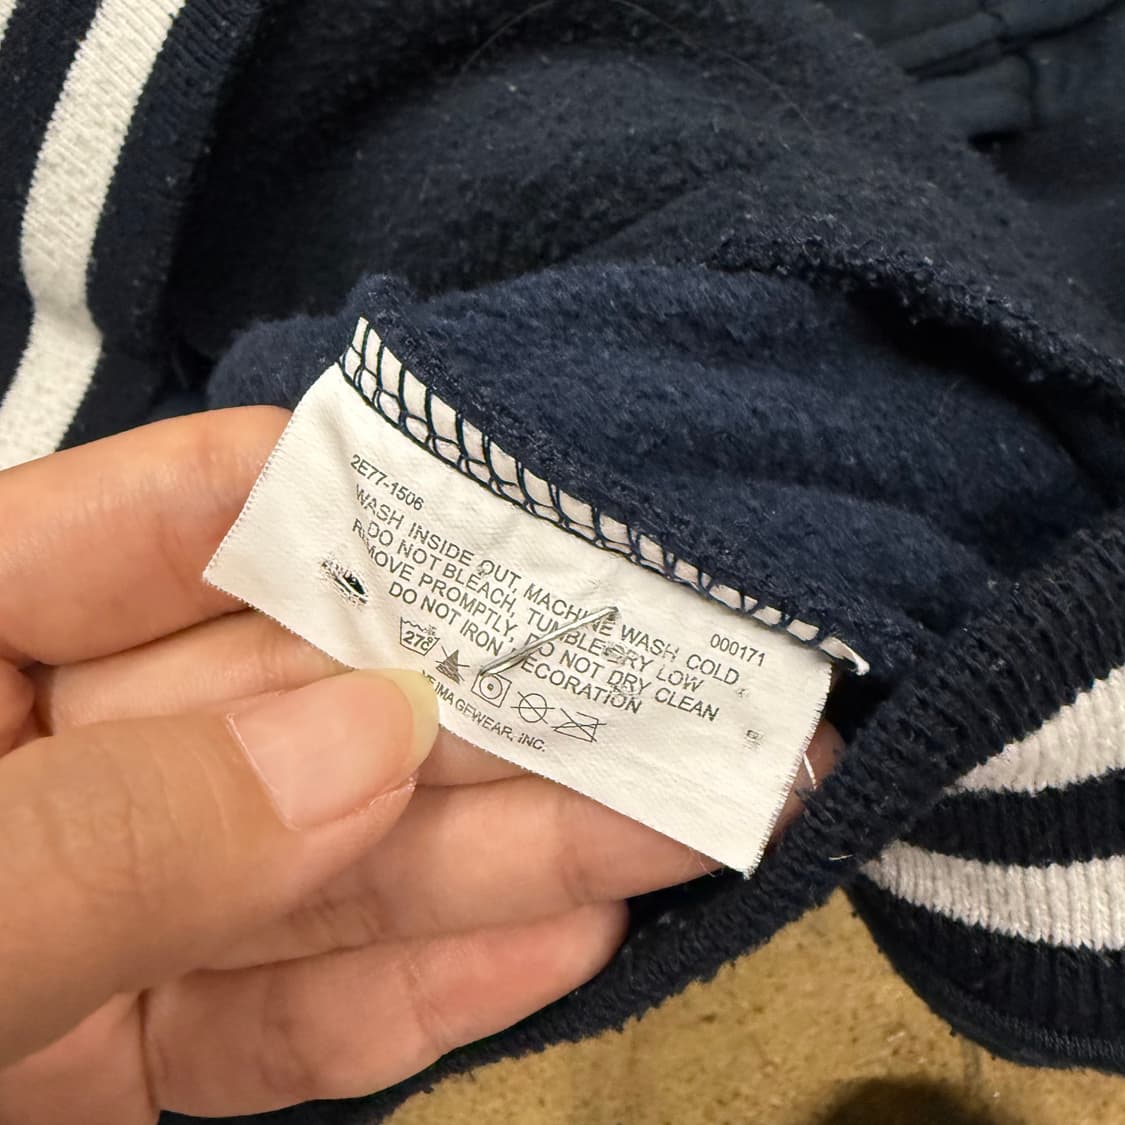 2E77-1506
000171
WASH INSIDE OUT, MACHINE WASH COLD
DO NOT BLEACH, TUMBLE DRY LOW
REMOVE PROMPTLY, DO NOT DRY CLEAN
DO NOT IRON DECORATION
27c
GEWEAR, INC.